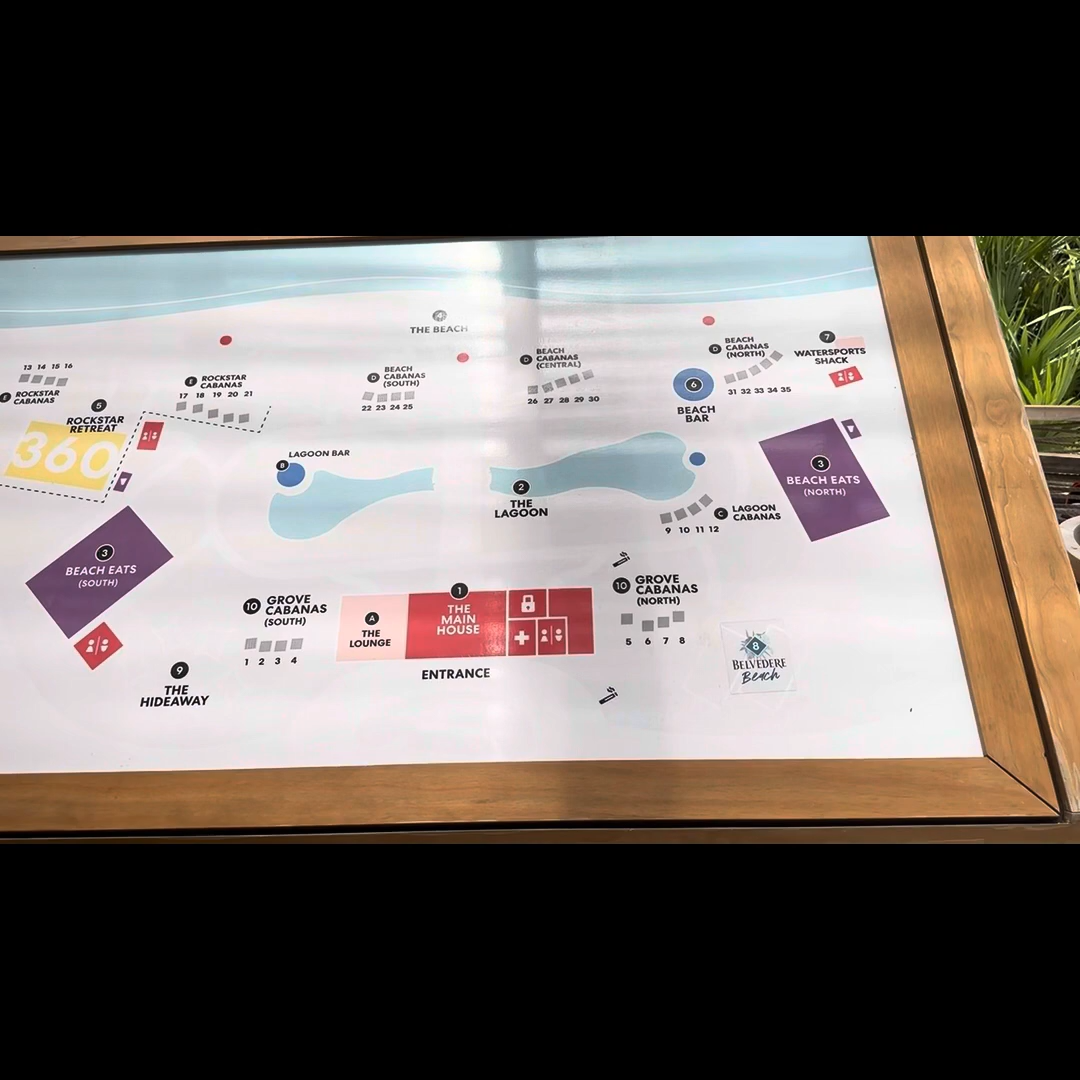 4
THE BEACH
13 14 15 16
E ROCKSTAR
CABANAS
E ROCKSTAR
CABANAS
17 18 19 20 21
D BEACH
CABANAS
(SOUTH)
22 23 24 25
D BEACH
CABANAS
(CENTRAL)
26 27 28 29 30
D BEACH
CABANAS
(NORTH)
31 32 33 34 35
7
WATERSPORTS
SHACK
6
BEACH
BAR
5
ROCKSTAR
RETREAT
360
LAGOON BAR
B
2
THE
LAGOON
C LAGOON
CABANAS
9 10 11 12
3
BEACH EATS
(NORTH)
3
BEACH EATS
(SOUTH)
10 GROVE
CABANAS
(SOUTH)
1 2 3 4
A
THE
LOUNGE
1
THE
MAIN
HOUSE
ENTRANCE
10 GROVE
CABANAS
(NORTH)
5 6 7 8
8
BELVEDERE
Beach
9
THE
HIDEAWAY